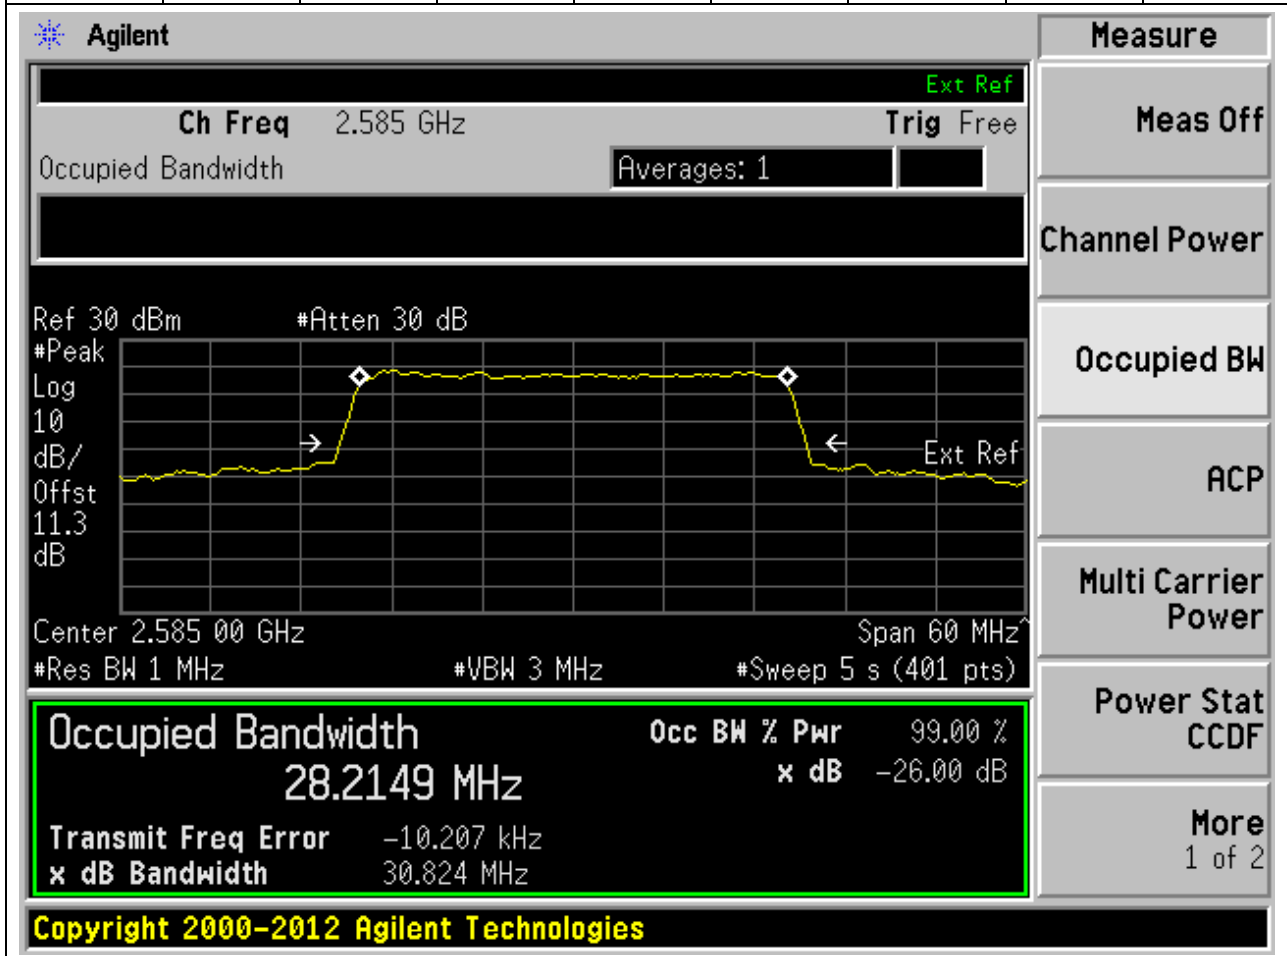 Agilent
Measure
Ext Ref
Ch Freq 2.585 GHz Trig Free
Occupied Bandwidth Averages: 1
Meas Off
Channel Power
Occupied BW
ACP
Multi Carrier
Power
Power Stat
CCDF
More
1 of 2
Ref 30 dBm #Atten 30 dB
#Peak
Log
10
dB/
Offst
11.3
dB
Ext Ref
Center 2.585 00 GHz Span 60 MHz^
#Res BW 1 MHz #VBW 3 MHz #Sweep 5 s (401 pts)
Occupied Bandwidth
28.2149 MHz
Occ BW % Pwr 99.00 %
x dB -26.00 dB
Transmit Freq Error -10.207 kHz
x dB Bandwidth 30.824 MHz
Copyright 2000-2012 Agilent Technologies